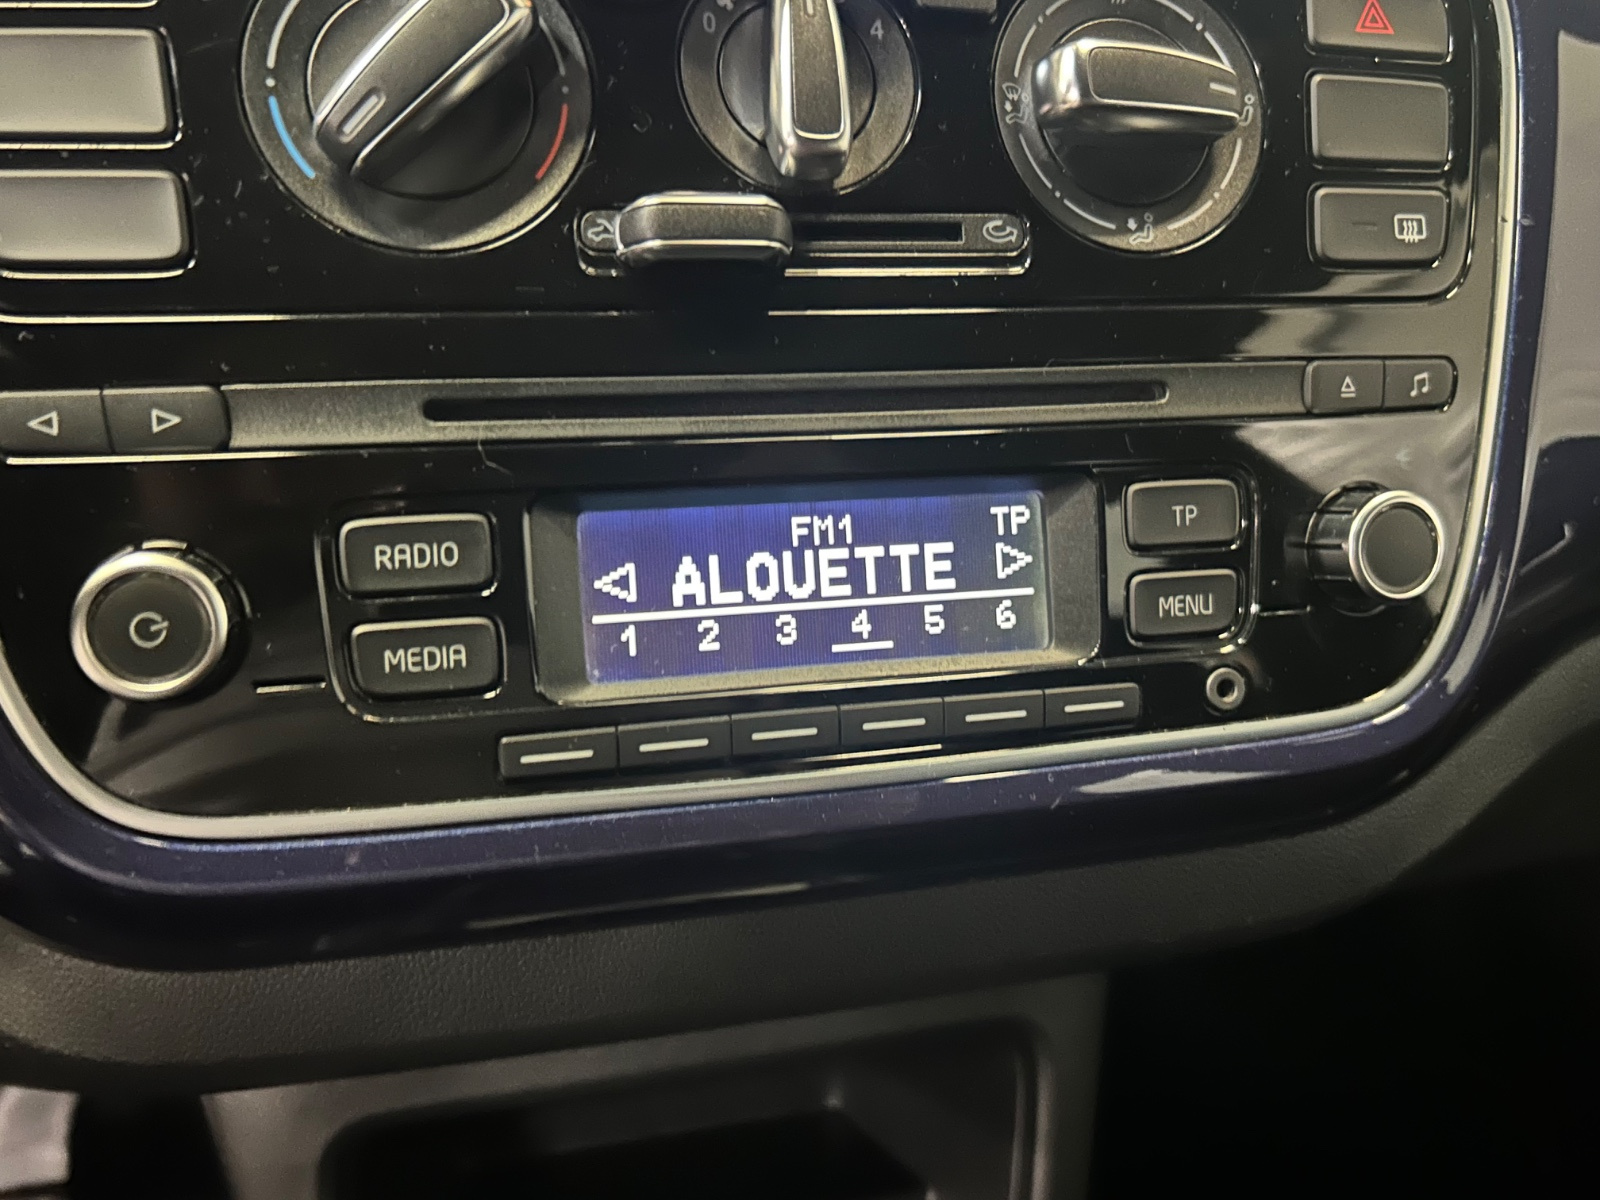 0 4
RADIO
MEDIA
FM1
TP
ALOUETTE
1 2 3 4 5 6
TP
MENU